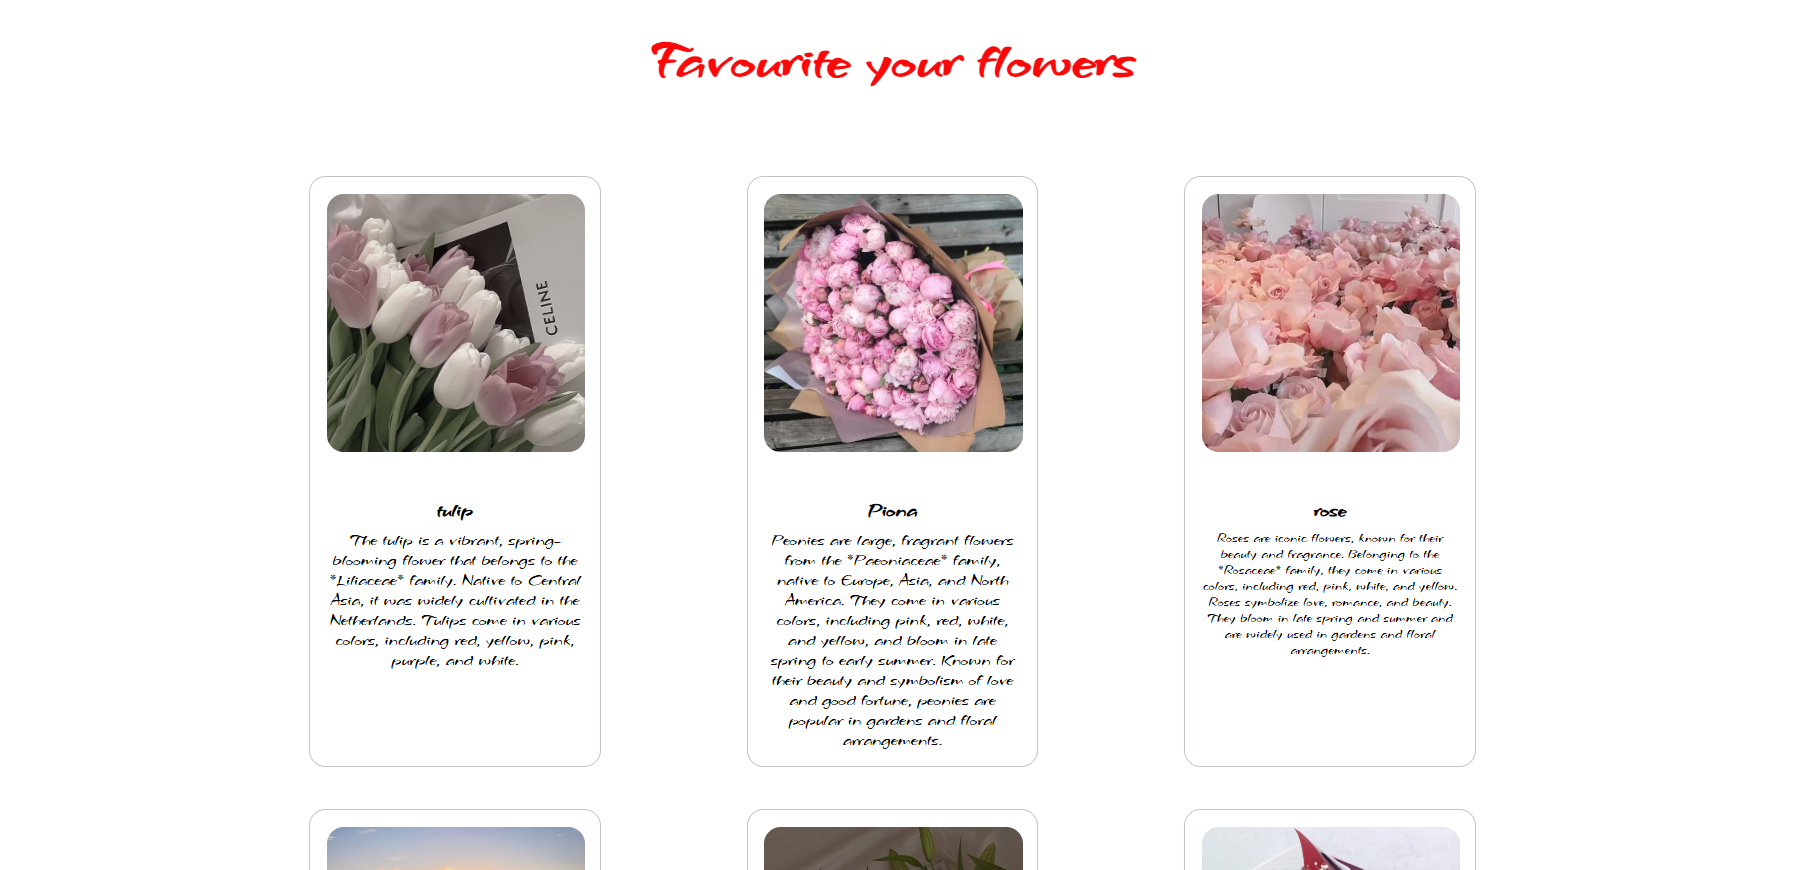 Favourite your flowers
CELINE
tulip
The tulip is a vibrant, spring-
blooming flower that belongs to the
*Liliaceae* family. Native to Central
Asia, it was widely cultivated in the
Netherlands. Tulips come in various
colors, including red, yellow, pink,
purple, and white.
Piona
Peonies are large, fragrant flowers
from the *Paeoniaceae* family,
native to Europe, Asia, and North
America. They come in various
colors, including pink, red, white,
and yellow, and bloom in late
spring to early summer. Known for
their beauty and symbolism of love
and good fortune, peonies are
popular in gardens and floral
arrangements.
rose
Roses are iconic flowers, known for their
beauty and fragrance. Belonging to the
*Rosaceae* family, they come in various
colors, including red, pink, white, and yellow.
Roses symbolize love, romance, and beauty.
They bloom in late spring and summer and
are widely used in gardens and floral
arrangements.